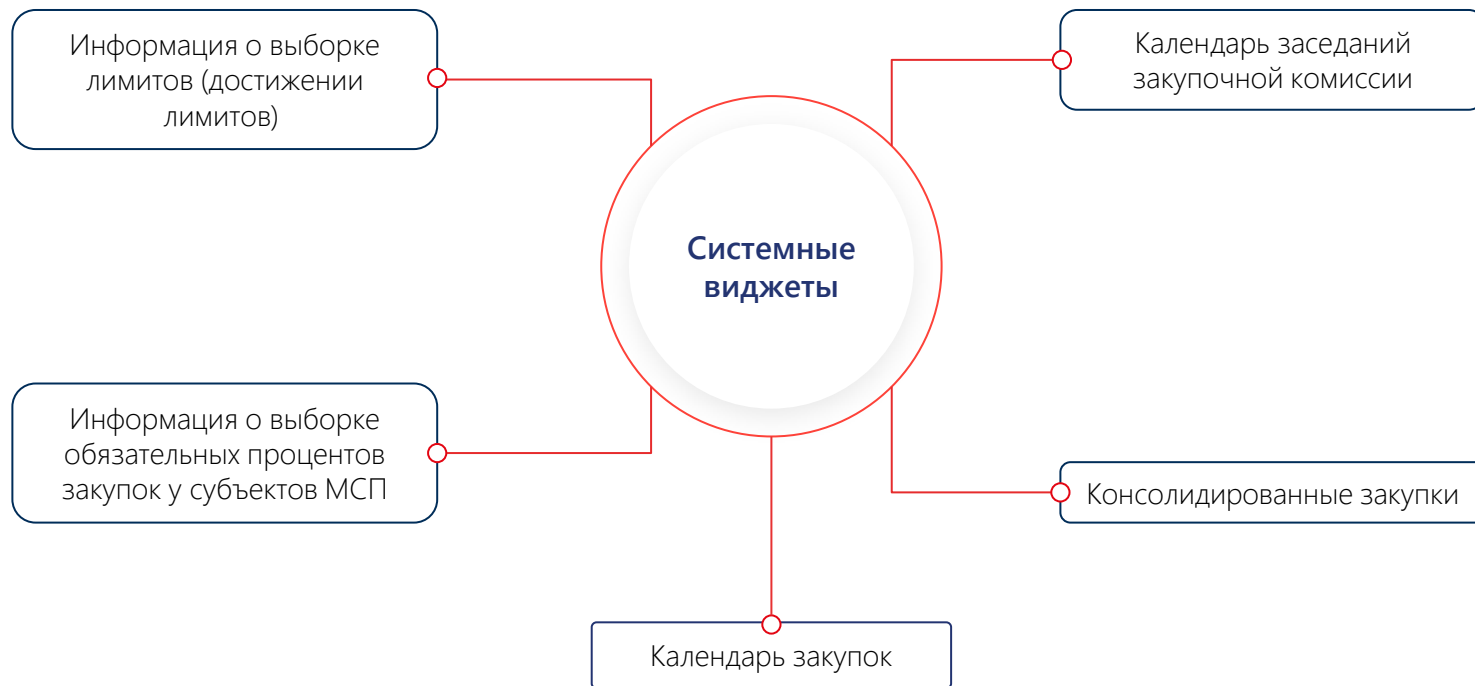 Информация о выборке
лимитов (достижении
лимитов)
Календарь заседаний
закупочной комиссии
Системные
виджеты
Информация о выборке
обязательных процентов
закупок у субъектов МСП
Консолидированные закупки
Календарь закупок